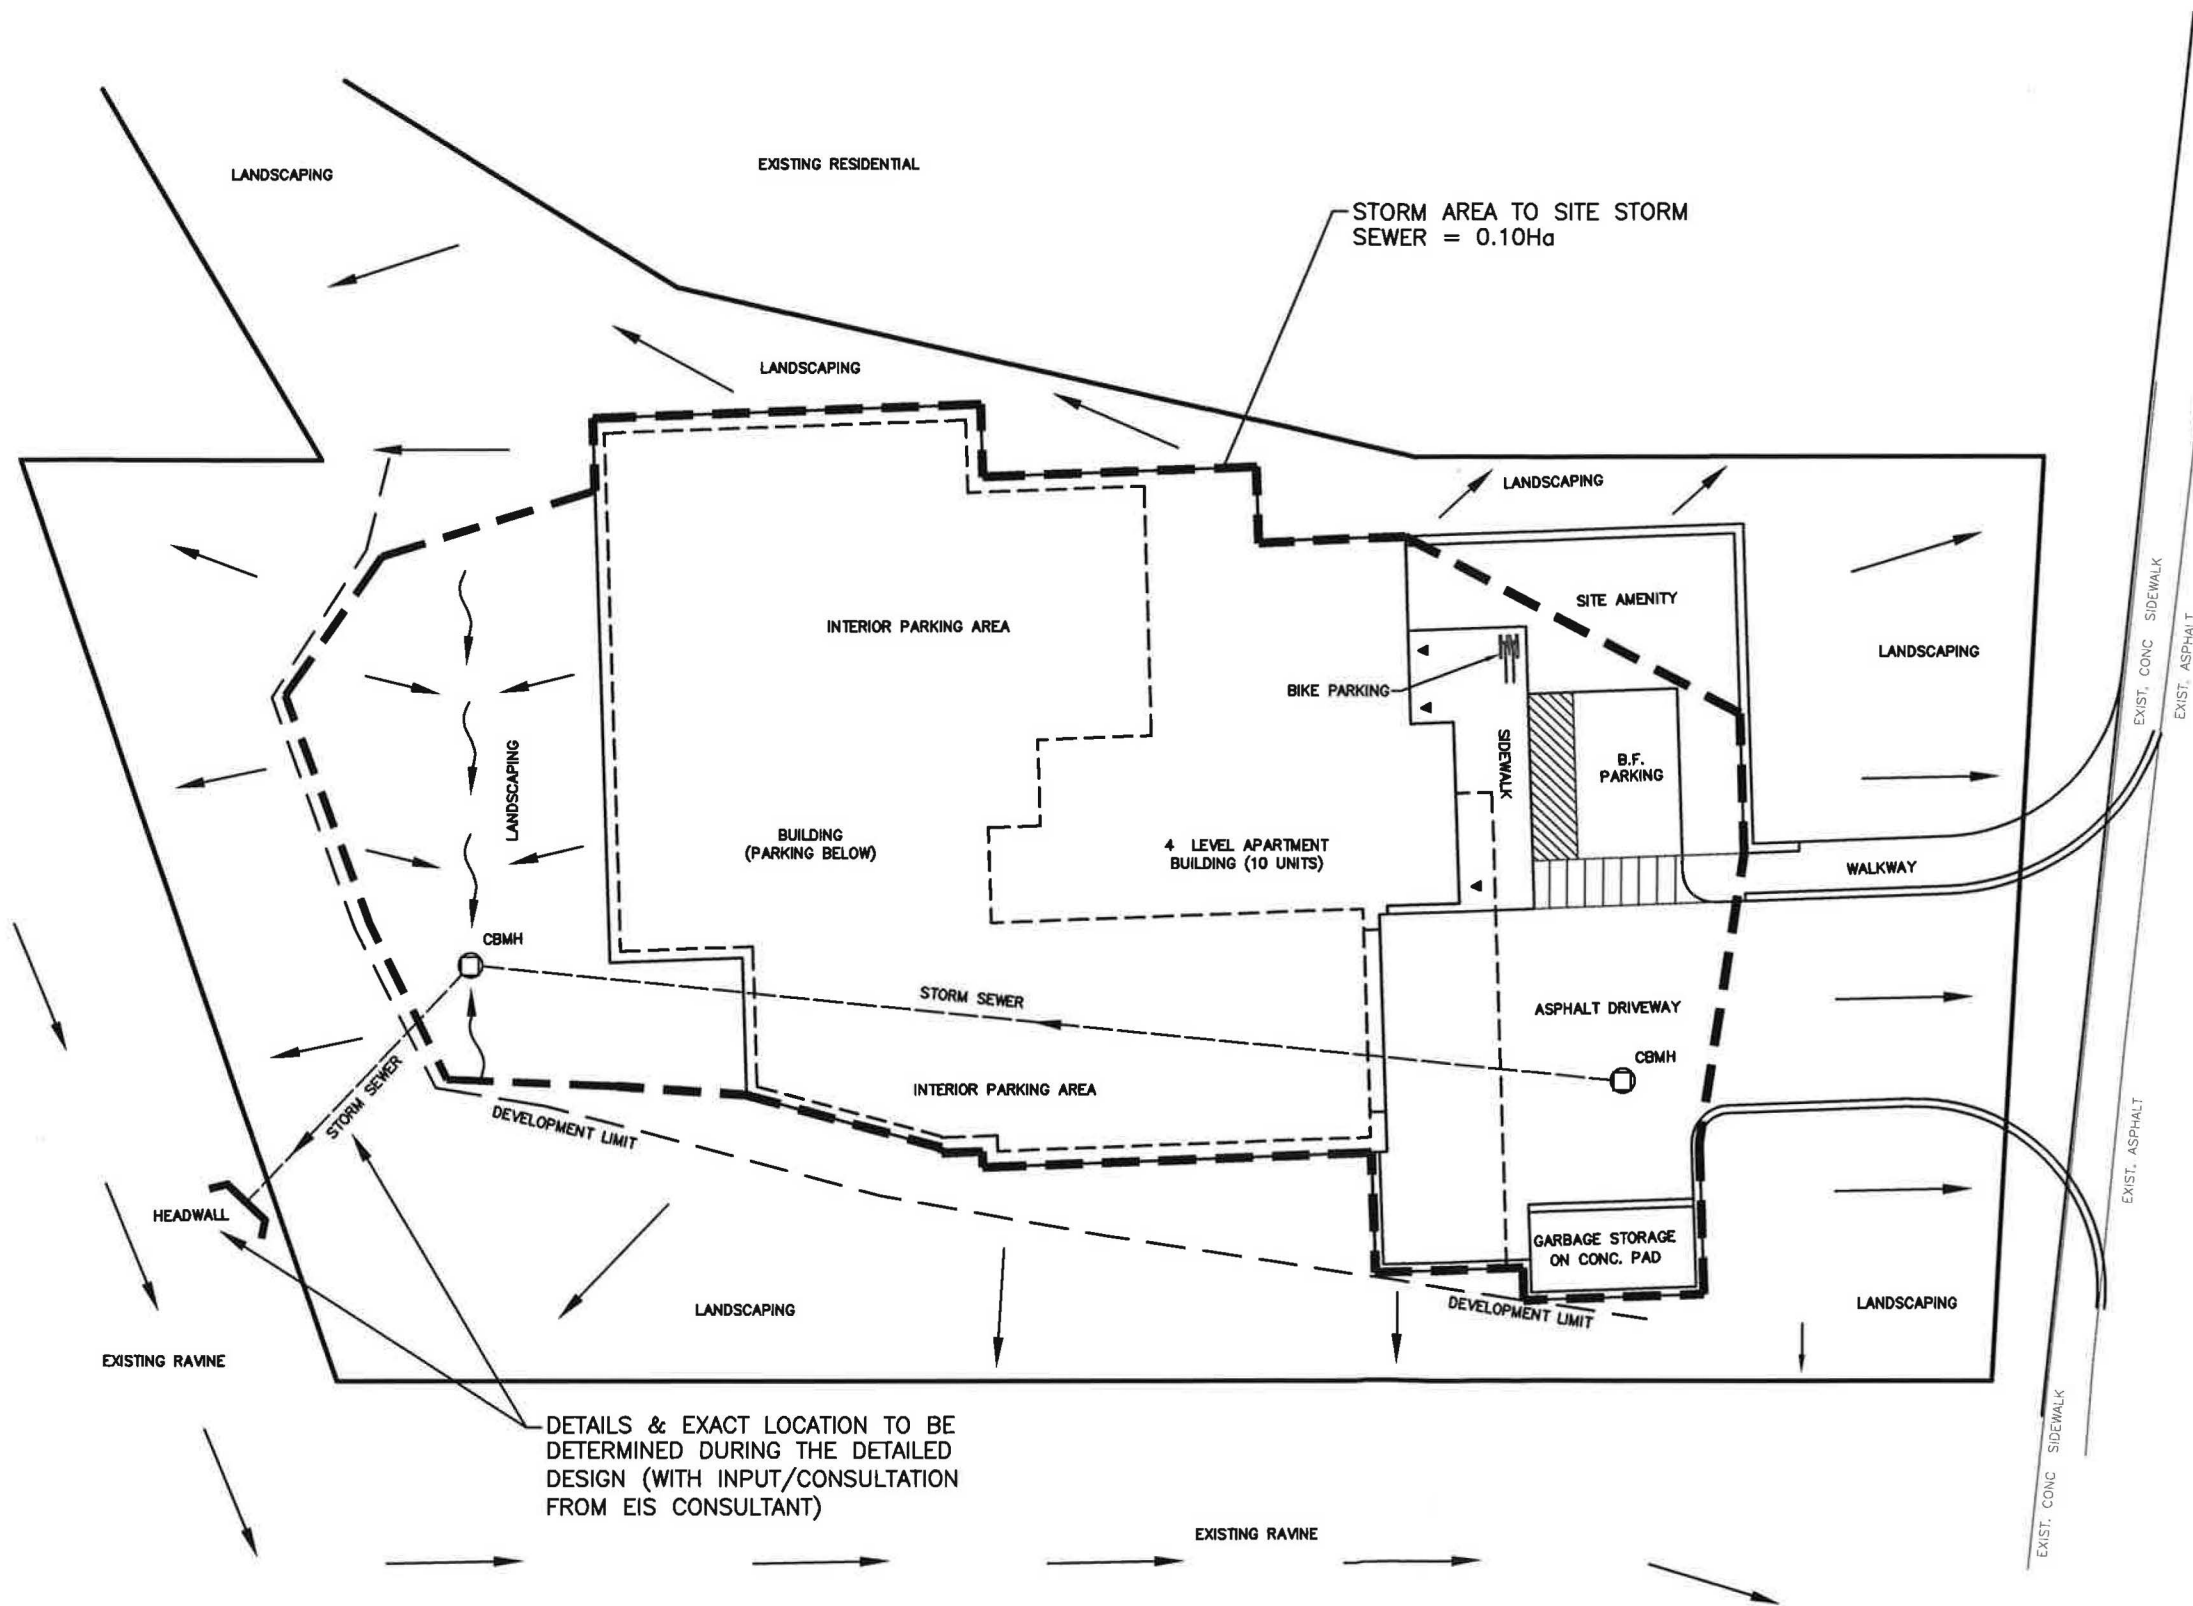 EXISTING RESIDENTIAL
LANDSCAPING
STORM AREA TO SITE STORM
SEWER = 0.10Ha
LANDSCAPING
LANDSCAPING
SITE AMENITY
INTERIOR PARKING AREA
LANDSCAPING
BIKE PARKING
SIDEWALK
B.F.
PARKING
LANDSCAPING
BUILDING
(PARKING BELOW)
4 LEVEL APARTMENT
BUILDING (10 UNITS)
WALKWAY
CBMH
STORM SEWER
ASPHALT DRIVEWAY
CBMH
INTERIOR PARKING AREA
STORM SEWER
DEVELOPMENT LIMIT
HEADWALL
GARBAGE STORAGE
ON CONC. PAD
LANDSCAPING
DEVELOPMENT LIMIT
LANDSCAPING
EXISTING RAVINE
DETAILS & EXACT LOCATION TO BE
DETERMINED DURING THE DETAILED
DESIGN (WITH INPUT/CONSULTATION
FROM EIS CONSULTANT)
EXISTING RAVINE
EXIST. CONC SIDEWALK
EXIST. ASPHALT
EXIST. ASPHALT
EXIST. CONC SIDEWALK